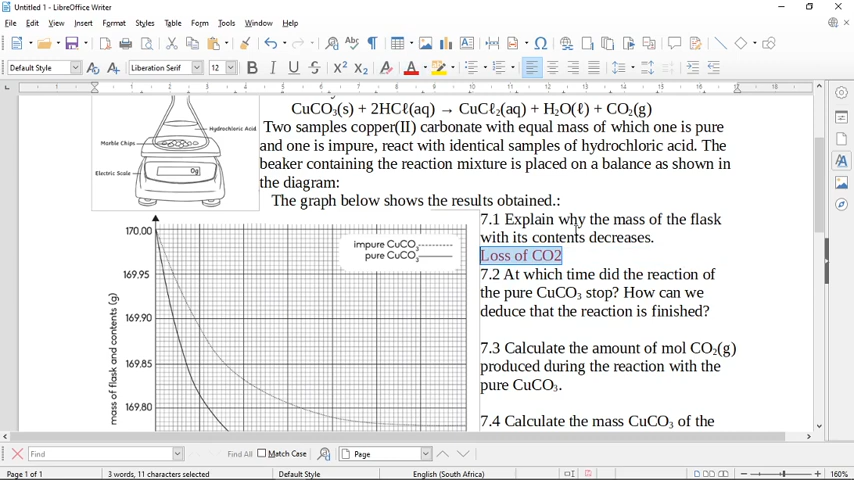 Untitled 1 - LibreOffice Writer
File Edit View Insert Format Styles Table Form Tools Window Help
Default Style Liberation Serif 12
CuCO₃(s) + 2HCℓ(aq) → CuCℓ₂(aq) + H₂O(ℓ) + CO₂(g)
Two samples copper(II) carbonate with equal mass of which one is pure
and one is impure, react with identical samples of hydrochloric acid. The
beaker containing the reaction mixture is placed on a balance as shown in
the diagram:
The graph below shows the results obtained.:
Hydrochloric Acid
Marble Chips
Electric Scale
0g
7.1 Explain why the mass of the flask
with its contents decreases.
Loss of CO2
7.2 At which time did the reaction of
the pure CuCO₃ stop? How can we
deduce that the reaction is finished?
7.3 Calculate the amount of mol CO₂(g)
produced during the reaction with the
pure CuCO₃.
7.4 Calculate the mass CuCO₃ of the
impure CuCO₃
pure CuCO₃
mass of flask and contents (g)
170.00
169.95
169.90
169.85
169.80
Find Find All Match Case Page
Page 1 of 1 3 words, 11 characters selected Default Style English (South Africa) 160%